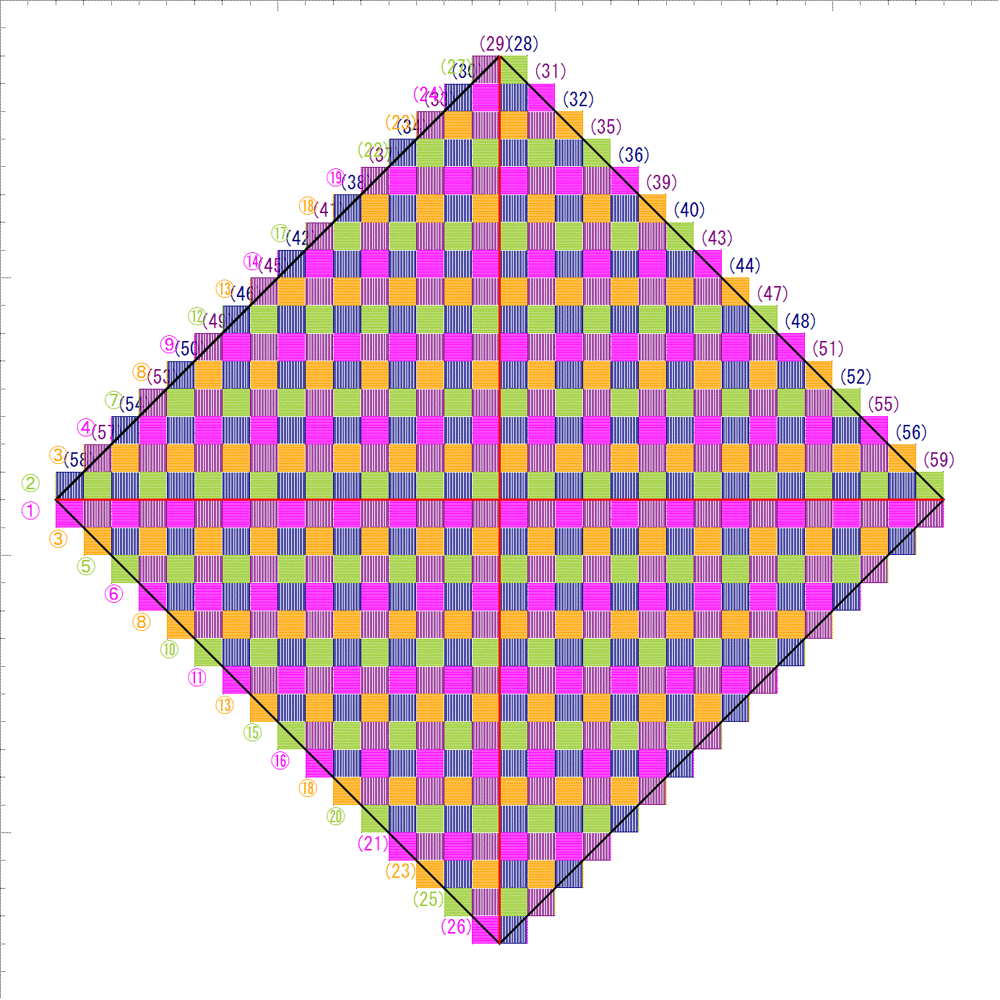 (29) (28)
(27) (30) (31)
(24) (33) (32)
(23) (34) (35)
(22) (37) (36)
⑲ (38) (39)
⑱ (41) (40)
⑰ (42) (43)
⑭ (45) (44)
⑬ (46) (47)
⑫ (49) (48)
⑨ (50) (51)
⑧ (53) (52)
⑦ (54) (55)
④ (57) (56)
③ (58) (59)
②
①
③
⑤
⑥
⑧
⑩
⑪
⑬
⑮
⑯
⑱
⑳
(21)
(23)
(25)
(26)